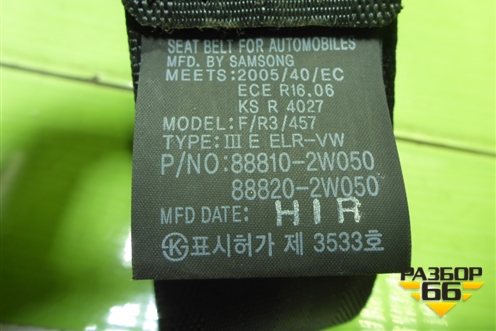 SEAT BELT FOR AUTOMOBILES
MFD. BY SAMSONG
MEETS:2005/40/EC
ECE R16.06
KS R 4027
MODEL:F/R3/457
TYPE:Ⅲ E ELR-VW
P/NO:88810-2W050
88820-2W050
MFD DATE: H1R
표시허가 제 3533호
РАЗБОР
66